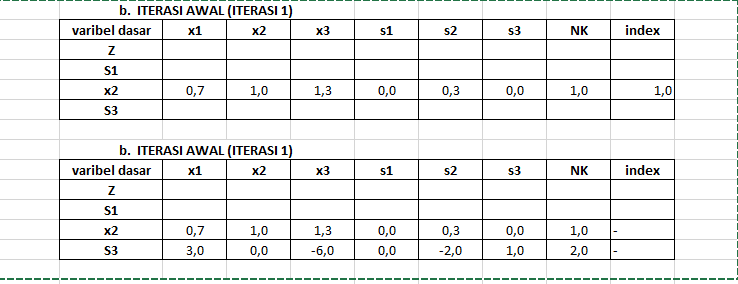 b. ITERASI AWAL (ITERASI 1)
varibel dasar x1 x2 x3 s1 s2 s3 NK index
Z
S1
x2 0,7 1,0 1,3 0,0 0,3 0,0 1,0 1,0
S3
b. ITERASI AWAL (ITERASI 1)
varibel dasar x1 x2 x3 s1 s2 s3 NK index
Z
S1
x2 0,7 1,0 1,3 0,0 0,3 0,0 1,0 -
S3 3,0 0,0 -6,0 0,0 -2,0 1,0 2,0 -